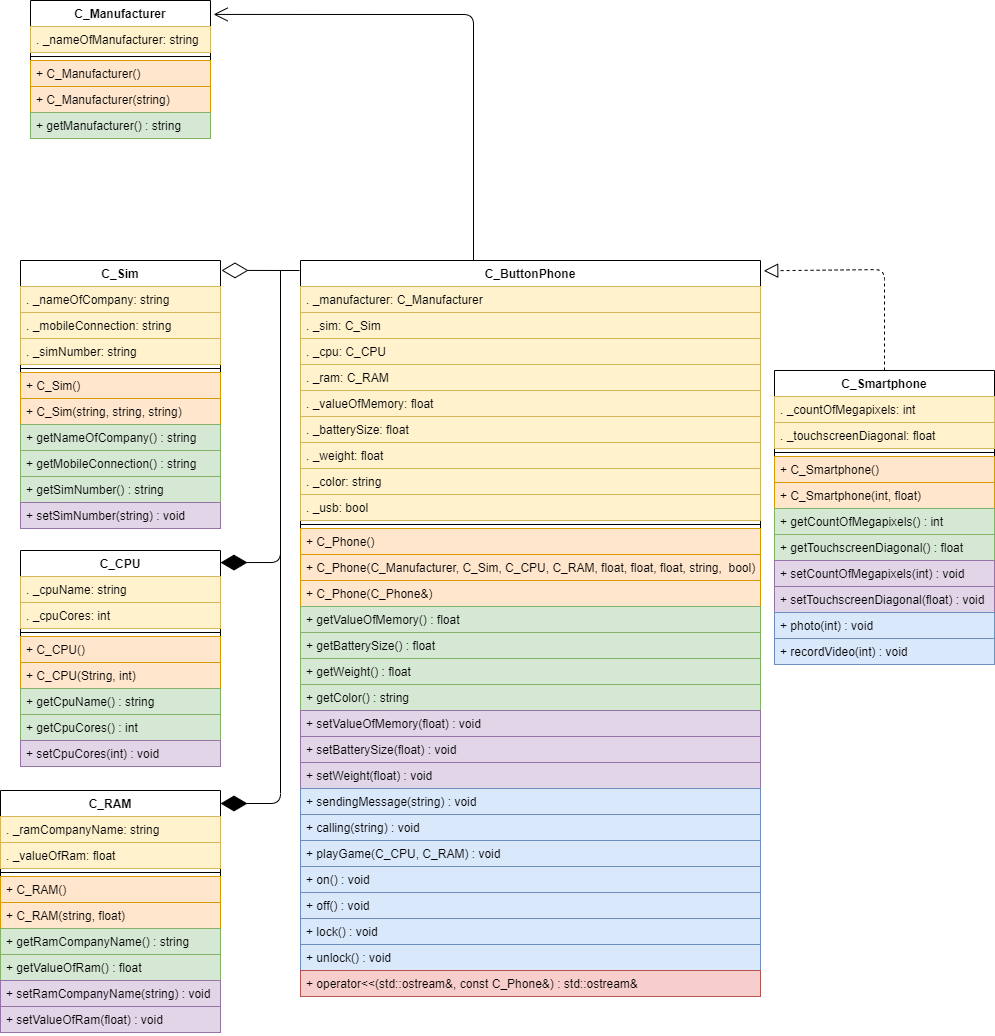 C_Manufacturer
. _nameOfManufacturer: string
+ C_Manufacturer()
+ C_Manufacturer(string)
+ getManufacturer() : string
C_Sim
. _nameOfCompany: string
. _mobileConnection: string
. _simNumber: string
+ C_Sim()
+ C_Sim(string, string, string)
+ getNameOfCompany() : string
+ getMobileConnection() : string
+ getSimNumber() : string
+ setSimNumber(string) : void
C_CPU
. _cpuName: string
. _cpuCores: int
+ C_CPU()
+ C_CPU(String, int)
+ getCpuName() : string
+ getCpuCores() : int
+ setCpuCores(int) : void
C_RAM
. _ramCompanyName: string
. _valueOfRam: float
+ C_RAM()
+ C_RAM(string, float)
+ getRamCompanyName() : string
+ getValueOfRam() : float
+ setRamCompanyName(string) : void
+ setValueOfRam(float) : void
C_ButtonPhone
. _manufacturer: C_Manufacturer
. _sim: C_Sim
. _cpu: C_CPU
. _ram: C_RAM
. _valueOfMemory: float
. _batterySize: float
. _weight: float
. _color: string
. _usb: bool
+ C_Phone()
+ C_Phone(C_Manufacturer, C_Sim, C_CPU, C_RAM, float, float, float, string, bool)
+ C_Phone(C_Phone&)
+ getValueOfMemory() : float
+ getBatterySize() : float
+ getWeight() : float
+ getColor() : string
+ setValueOfMemory(float) : void
+ setBatterySize(float) : void
+ setWeight(float) : void
+ sendingMessage(string) : void
+ calling(string) : void
+ playGame(C_CPU, C_RAM) : void
+ on() : void
+ off() : void
+ lock() : void
+ unlock() : void
+ operator<<(std::ostream&, const C_Phone&) : std::ostream&
C_Smartphone
. _countOfMegapixels: int
. _touchscreenDiagonal: float
+ C_Smartphone()
+ C_Smartphone(int, float)
+ getCountOfMegapixels() : int
+ getTouchscreenDiagonal() : float
+ setCountOfMegapixels(int) : void
+ setTouchscreenDiagonal(float) : void
+ photo(int) : void
+ recordVideo(int) : void